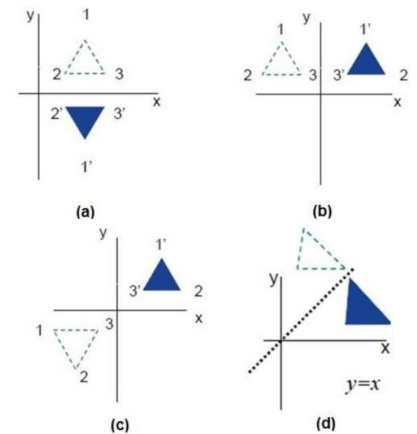 y
1
2 3
x
2' 3'
1'
(a)
y
1 1'
2 3 3' 2
x
(b)
y
1'
3' 2
x
1 3
2
(c)
y
x
y=x
(d)